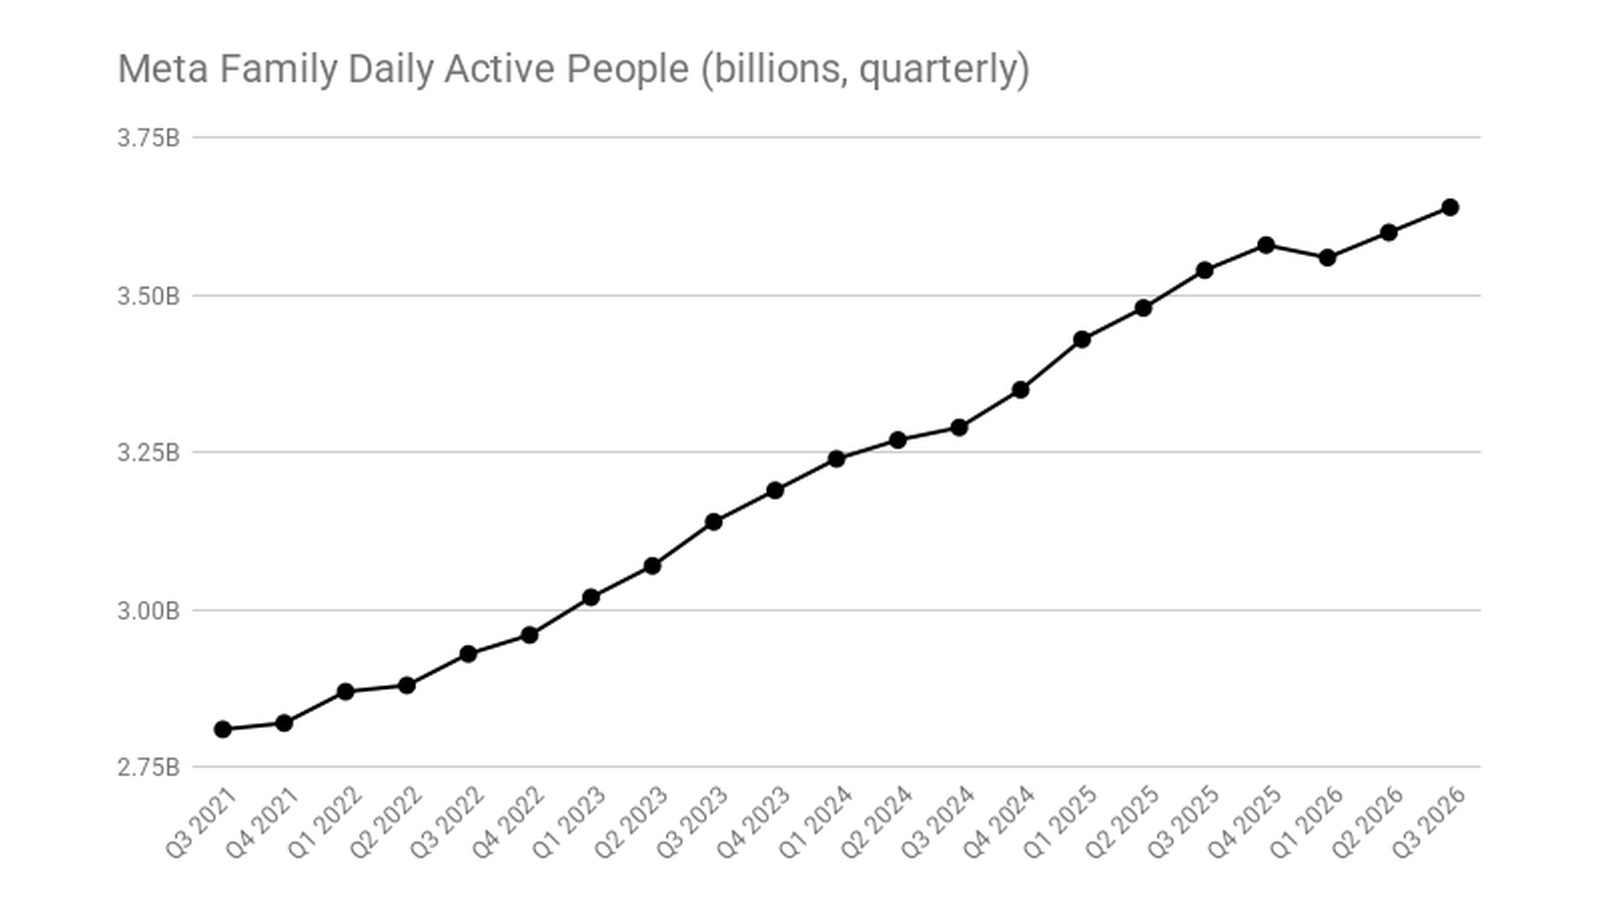 Meta Family Daily Active People (billions, quarterly)
3.75B
3.50B
3.25B
3.00B
2.75B
Q3 2021
Q4 2021
Q1 2022
Q2 2022
Q3 2022
Q4 2022
Q1 2023
Q2 2023
Q3 2023
Q4 2023
Q1 2024
Q2 2024
Q3 2024
Q4 2024
Q1 2025
Q2 2025
Q3 2025
Q4 2025
Q1 2026
Q2 2026
Q3 2026